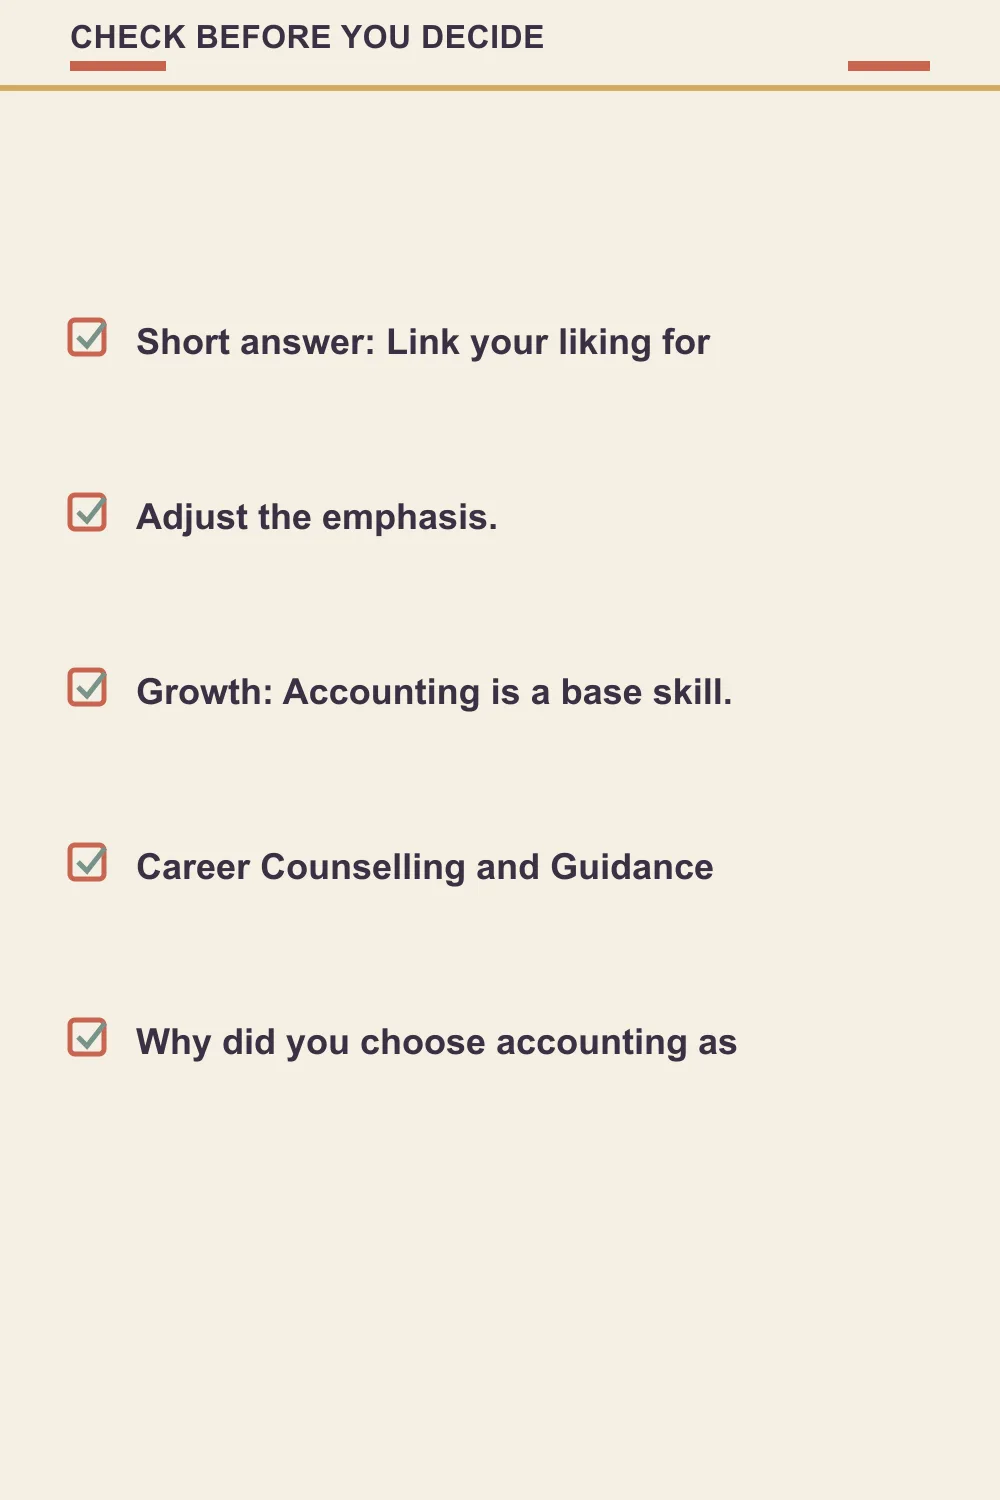 CHECK BEFORE YOU DECIDE
Short answer: Link your liking for
Adjust the emphasis.
Growth: Accounting is a base skill.
Career Counselling and Guidance
Why did you choose accounting as